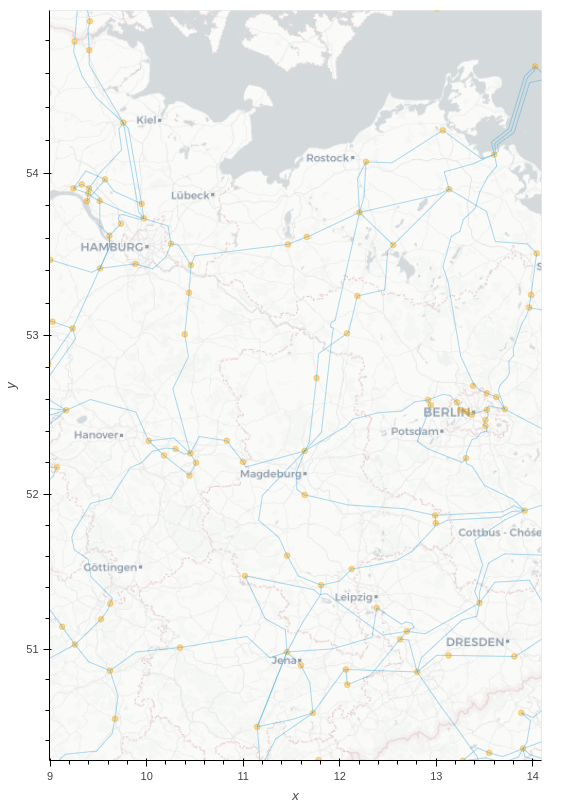 Kiel
54
Rostock
Lübeck
HAMBURG
S
53
BERLIN
Hanover
Potsdam
Magdeburg
52
Cottbus - Chóśe
Göttingen
Leipzig
51
DRESDEN
Jena
9 10 11 12 13 14
x
y